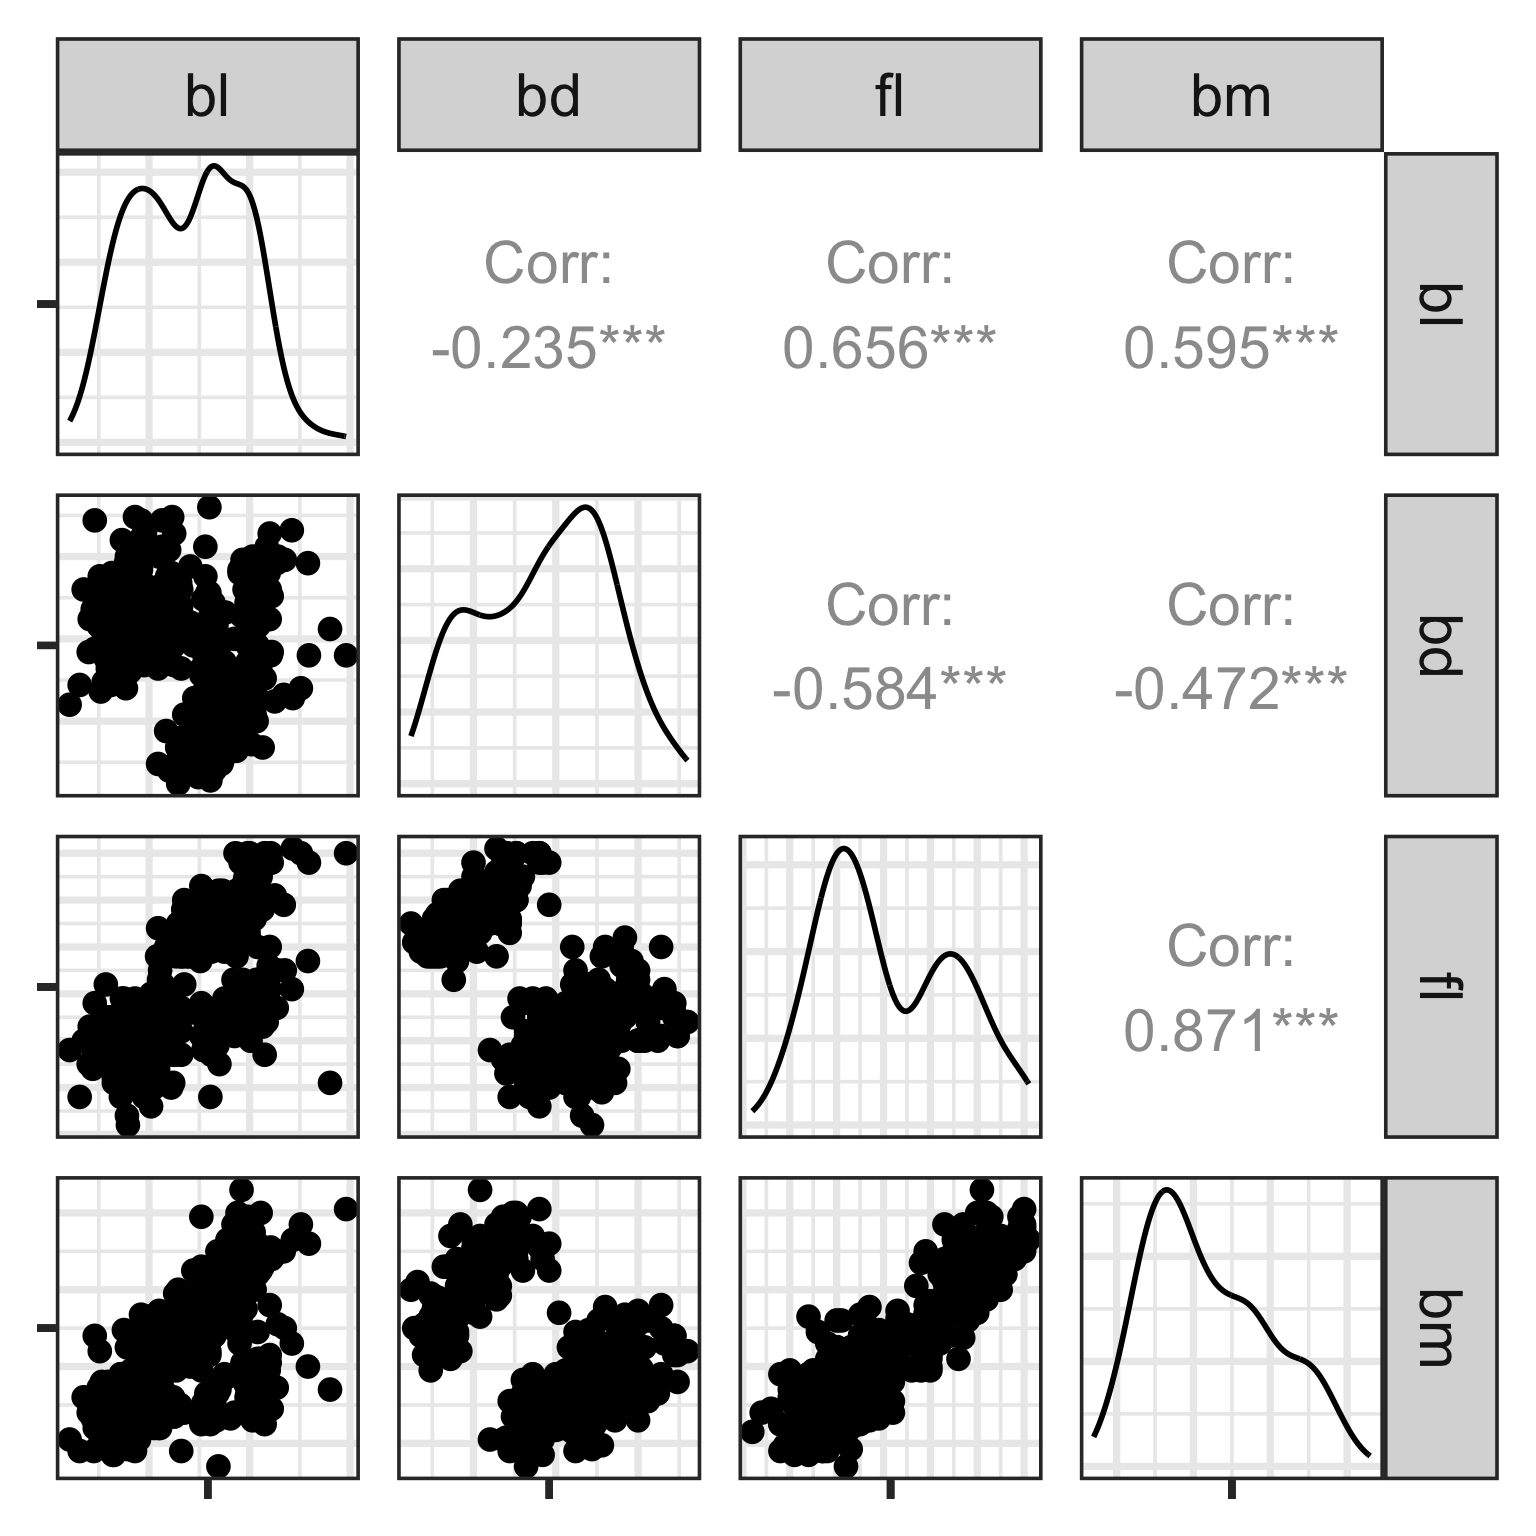 bl
bd
fl
bm
Corr:
-0.235***
Corr:
0.656***
Corr:
0.595***
bl
Corr:
-0.584***
Corr:
-0.472***
bd
Corr:
0.871***
fl
bm